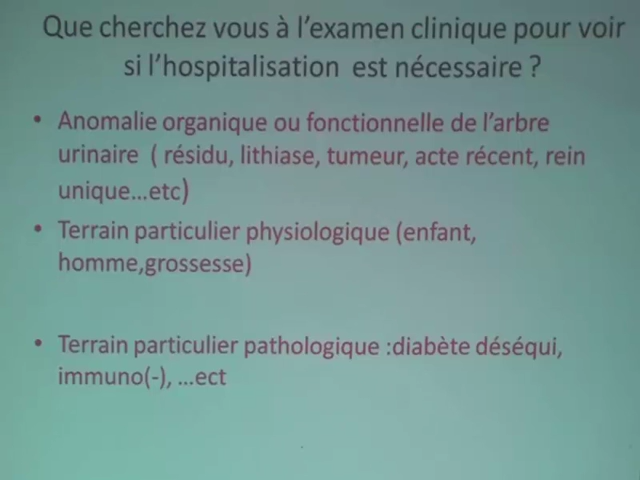 Que cherchez vous à l'examen clinique pour voir
si l'hospitalisation est nécessaire ?
• Anomalie organique ou fonctionnelle de l'arbre
urinaire ( résidu, lithiase, tumeur, acte récent, rein
unique...etc)
• Terrain particulier physiologique (enfant,
homme,grossesse)
• Terrain particulier pathologique :diabète déséqui,
immuno(-), ...ect